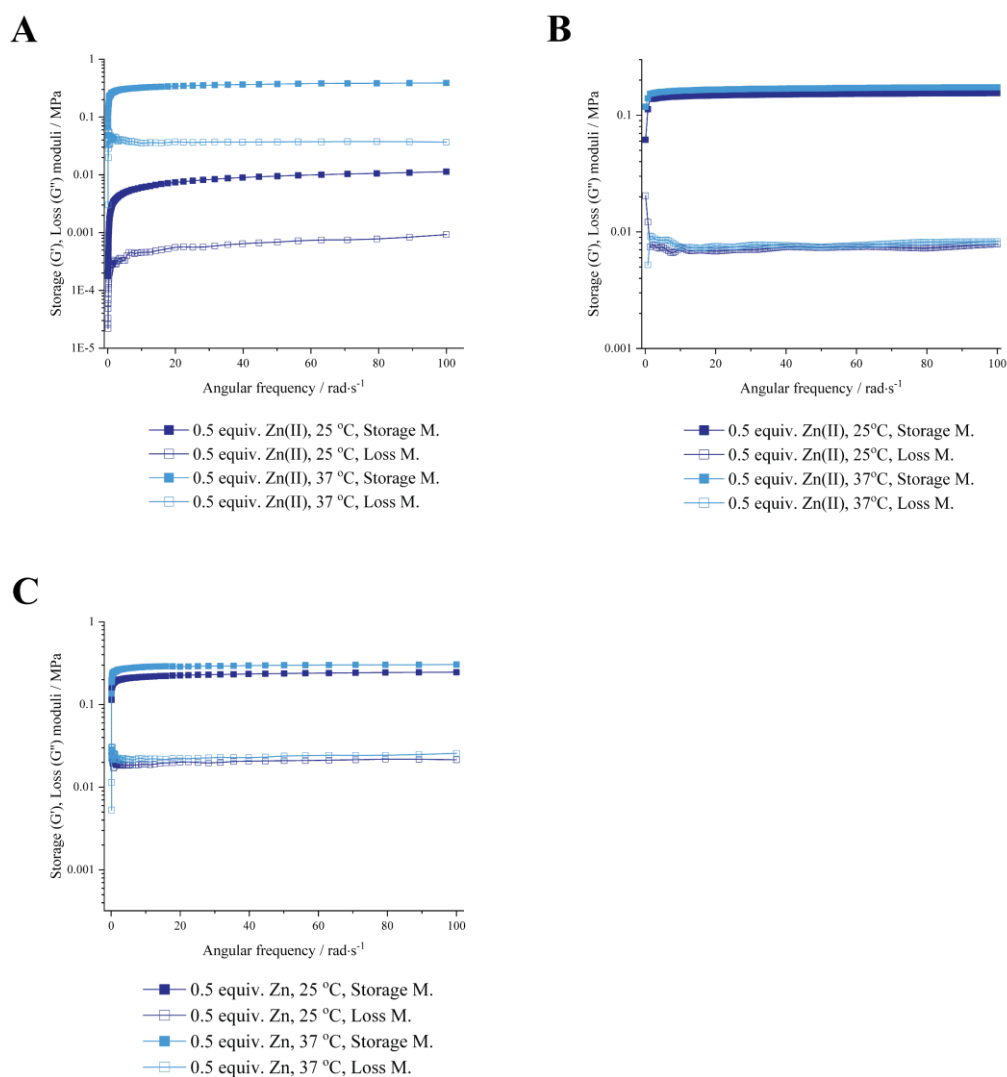 A
Storage (G'), Loss (G") moduli / MPa
1
0.1
0.01
0.001
1E-4
1E-5
0 20 40 60 80 100
Angular frequency / rad·s⁻¹
0.5 equiv. Zn(II), 25 °C, Storage M.
0.5 equiv. Zn(II), 25 °C, Loss M.
0.5 equiv. Zn(II), 37 °C, Storage M.
0.5 equiv. Zn(II), 37 °C, Loss M.
B
Storage (G'), Loss (G") moduli / MPa
0.1
0.01
0.001
0 20 40 60 80 100
Angular frequency / rad·s⁻¹
0.5 equiv. Zn(II), 25°C, Storage M.
0.5 equiv. Zn(II), 25°C, Loss M.
0.5 equiv. Zn(II), 37°C, Storage M.
0.5 equiv. Zn(II), 37°C, Loss M.
C
Storage (G'), Loss (G") moduli / MPa
1
0.1
0.01
0.001
0 20 40 60 80 100
Angular frequency / rad·s⁻¹
0.5 equiv. Zn, 25 °C, Storage M.
0.5 equiv. Zn, 25 °C, Loss M.
0.5 equiv. Zn, 37 °C, Storage M.
0.5 equiv. Zn, 37 °C, Loss M.